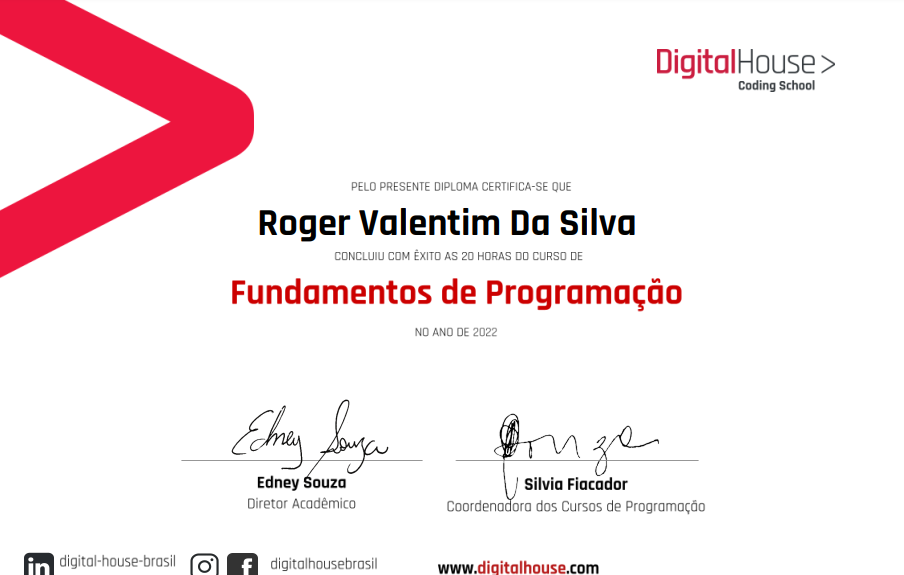 DigitalHouse >
Coding School
PELO PRESENTE DIPLOMA CERTIFICA-SE QUE
Roger Valentim Da Silva
CONCLUIU COM ÊXITO AS 20 HORAS DO CURSO DE
Fundamentos de Programação
NO ANO DE 2022
Edney Souza
Edney Souza
Diretor Acadêmico
Silvia Fiacador
Coordenadora dos Cursos de Programação
in digital-house-brasil
f digitalhousebrasil
www.digitalhouse.com